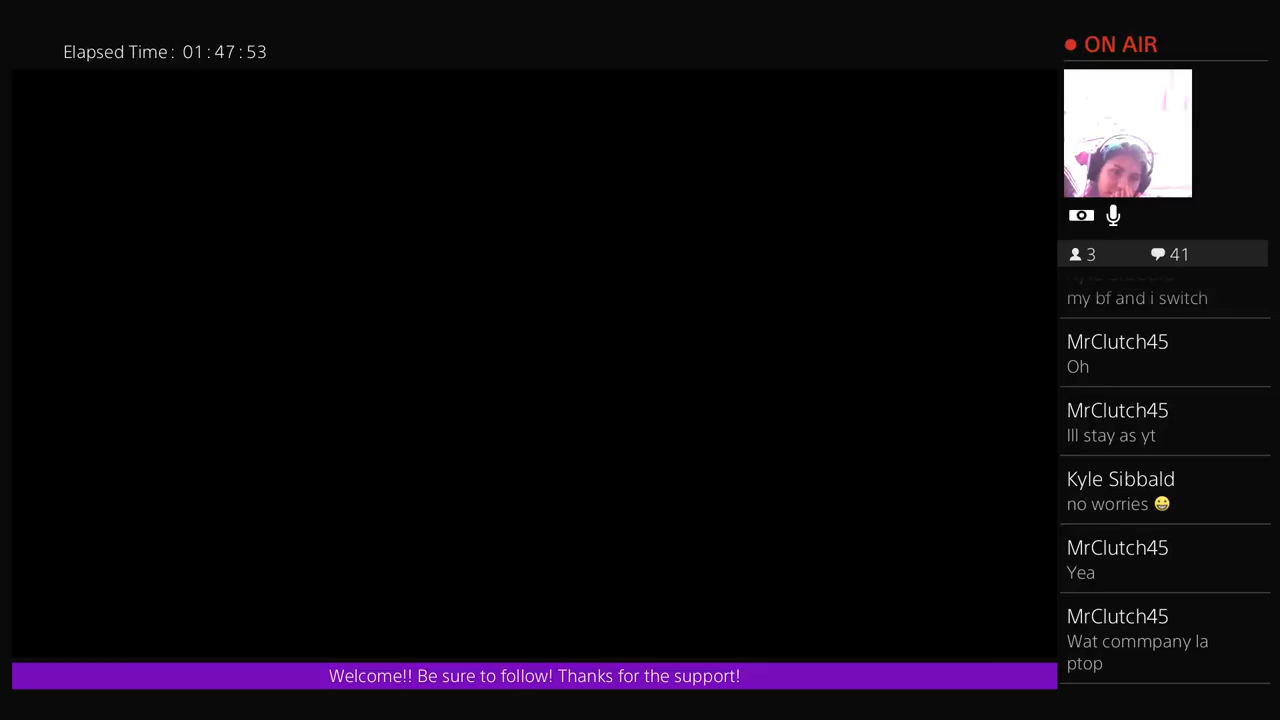 Elapsed Time: 01:47:53
ON AIR
3 41
my bf and i switch
MrClutch45
Oh
MrClutch45
Ill stay as yt
Kyle Sibbald
no worries 😀
MrClutch45
Yea
MrClutch45
Wat commpany la
ptop
Welcome!! Be sure to follow! Thanks for the support!